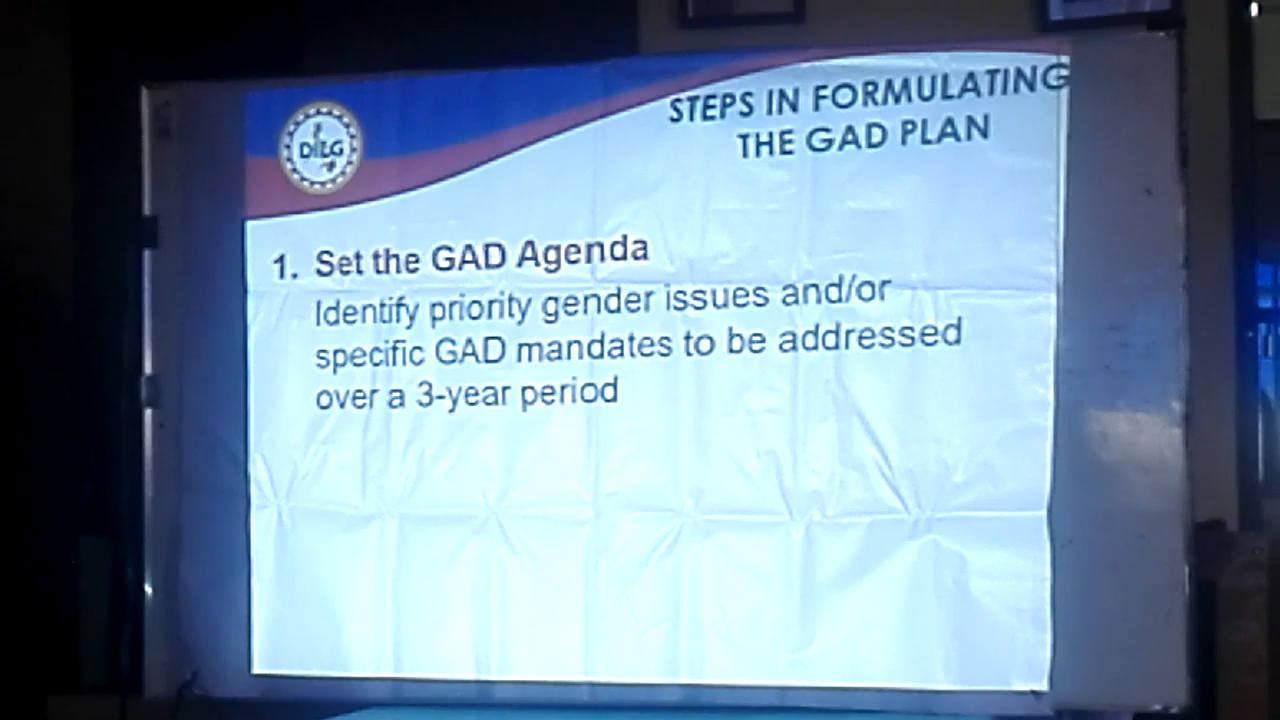 DILG
STEPS IN FORMULATING
THE GAD PLAN
1. Set the GAD Agenda
Identify priority gender issues and/or
specific GAD mandates to be addressed
over a 3-year period